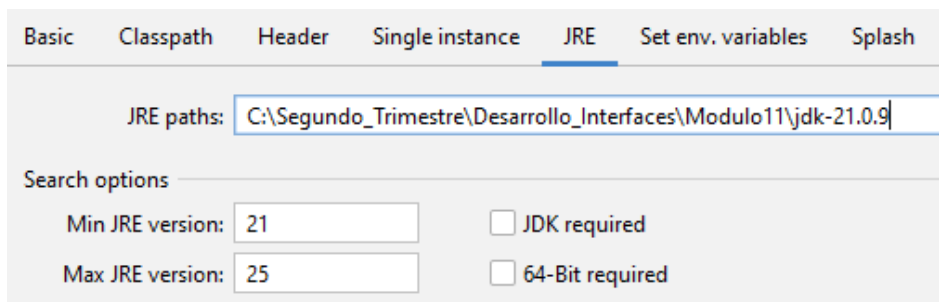 Basic Classpath Header Single instance JRE Set env. variables Splash
JRE paths: C:\Segundo_Trimestre\Desarrollo_Interfaces\Modulo11\jdk-21.0.9
Search options
Min JRE version: 21 JDK required
Max JRE version: 25 64-Bit required